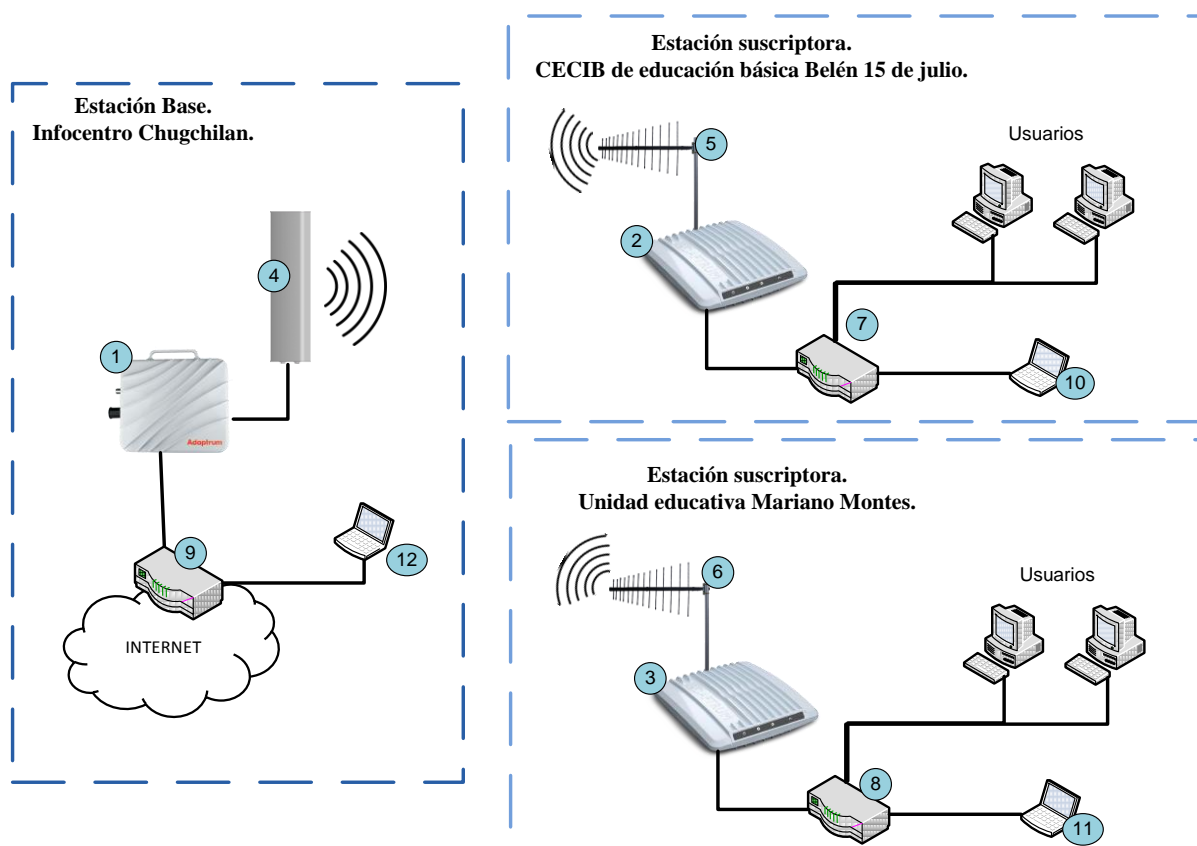 Estación Base.
Infocentro Chugchilan.
4
1
Adaptrum
9
12
INTERNET
Estación suscriptora.
CECIB de educación básica Belén 15 de julio.
Usuarios
5
2
7
10
Estación suscriptora.
Unidad educativa Mariano Montes.
Usuarios
6
3
8
11